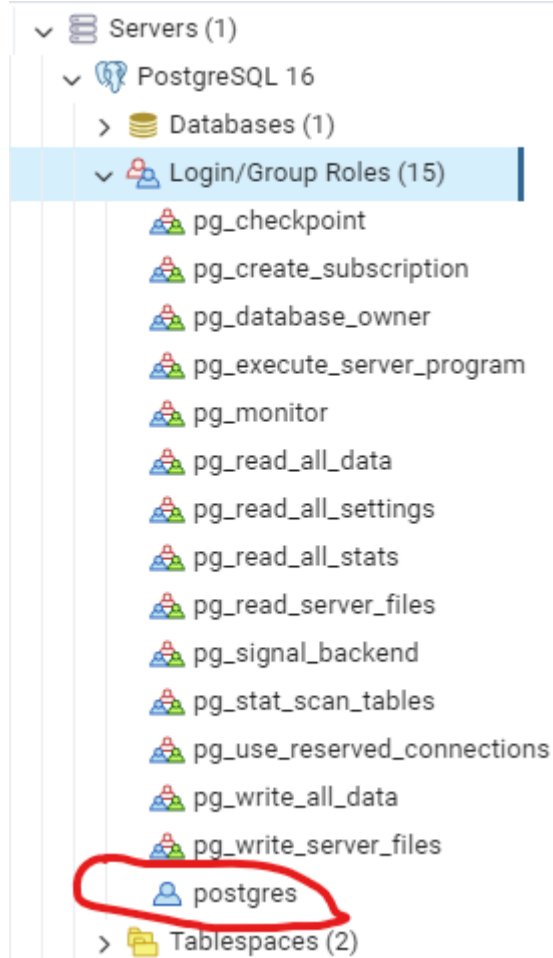 Servers (1)
PostgreSQL 16
Databases (1)
Login/Group Roles (15)
pg_checkpoint
pg_create_subscription
pg_database_owner
pg_execute_server_program
pg_monitor
pg_read_all_data
pg_read_all_settings
pg_read_all_stats
pg_read_server_files
pg_signal_backend
pg_stat_scan_tables
pg_use_reserved_connections
pg_write_all_data
pg_write_server_files
postgres
Tablespaces (2)